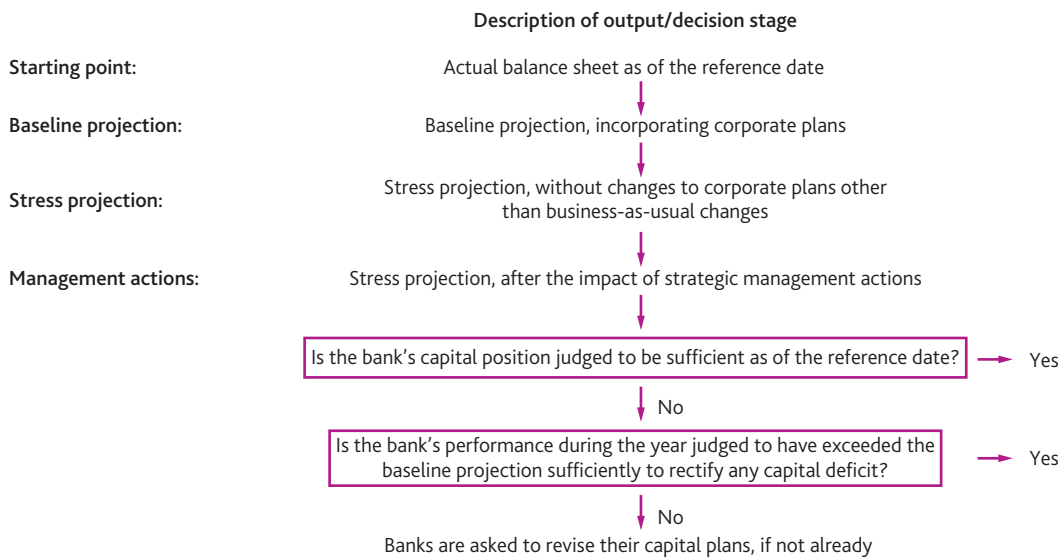 Description of output/decision stage
Starting point:
Actual balance sheet as of the reference date
Baseline projection:
Baseline projection, incorporating corporate plans
Stress projection:
Stress projection, without changes to corporate plans other
than business-as-usual changes
Management actions:
Stress projection, after the impact of strategic management actions
Is the bank’s capital position judged to be sufficient as of the reference date?
Yes
No
Is the bank’s performance during the year judged to have exceeded the
baseline projection sufficiently to rectify any capital deficit?
Yes
No
Banks are asked to revise their capital plans, if not already